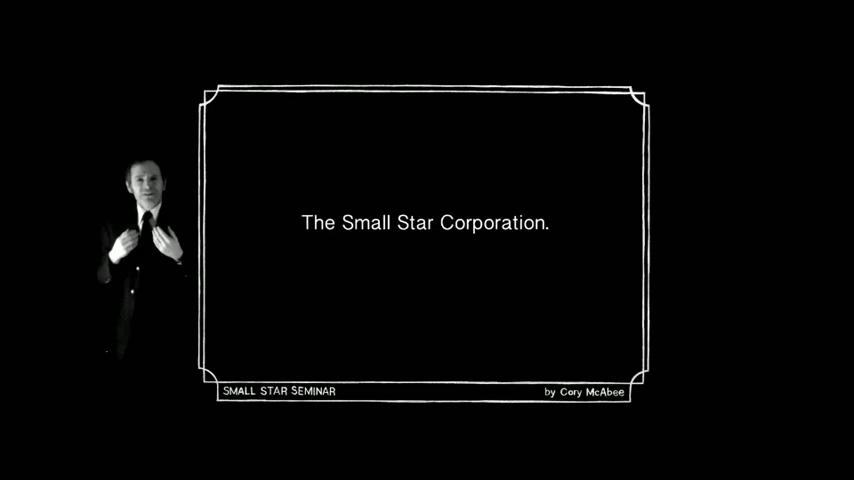 The Small Star Corporation.
SMALL STAR SEMINAR
by Cory McAbee